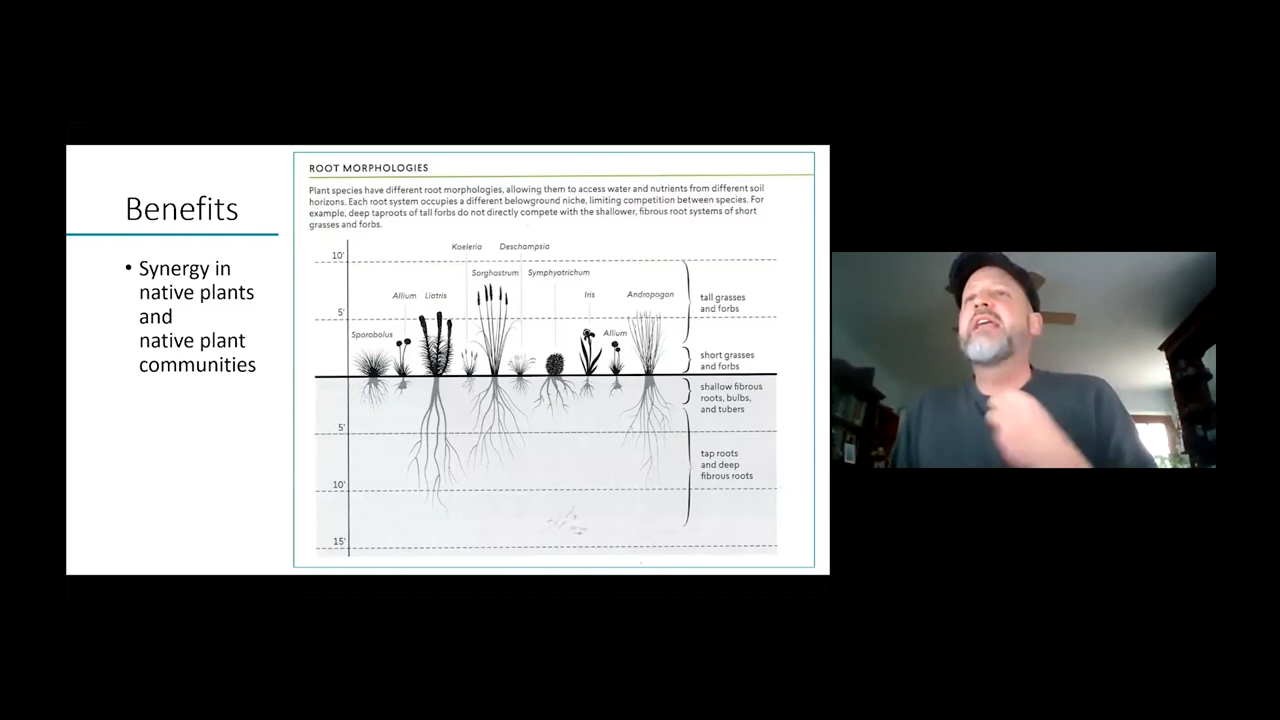 Benefits
• Synergy in
native plants
and
native plant
communities
ROOT MORPHOLOGIES
Plant species have different root morphologies, allowing them to access water and nutrients from different soil
horizons. Each root system occupies a different belowground niche, limiting competition between species. For
example, deep taproots of tall forbs do not directly compete with the shallower, fibrous root systems of short
grasses and forbs.
Koeleria Deschampsia
10'
Sorghastrum Symphyotrichum
Allium Liatris Iris Andropogon
tall grasses
and forbs
5'
Sporobolus Allium
short grasses
and forbs
shallow fibrous
roots, bulbs,
and tubers
5'
tap roots
and deep
fibrous roots
10'
15'